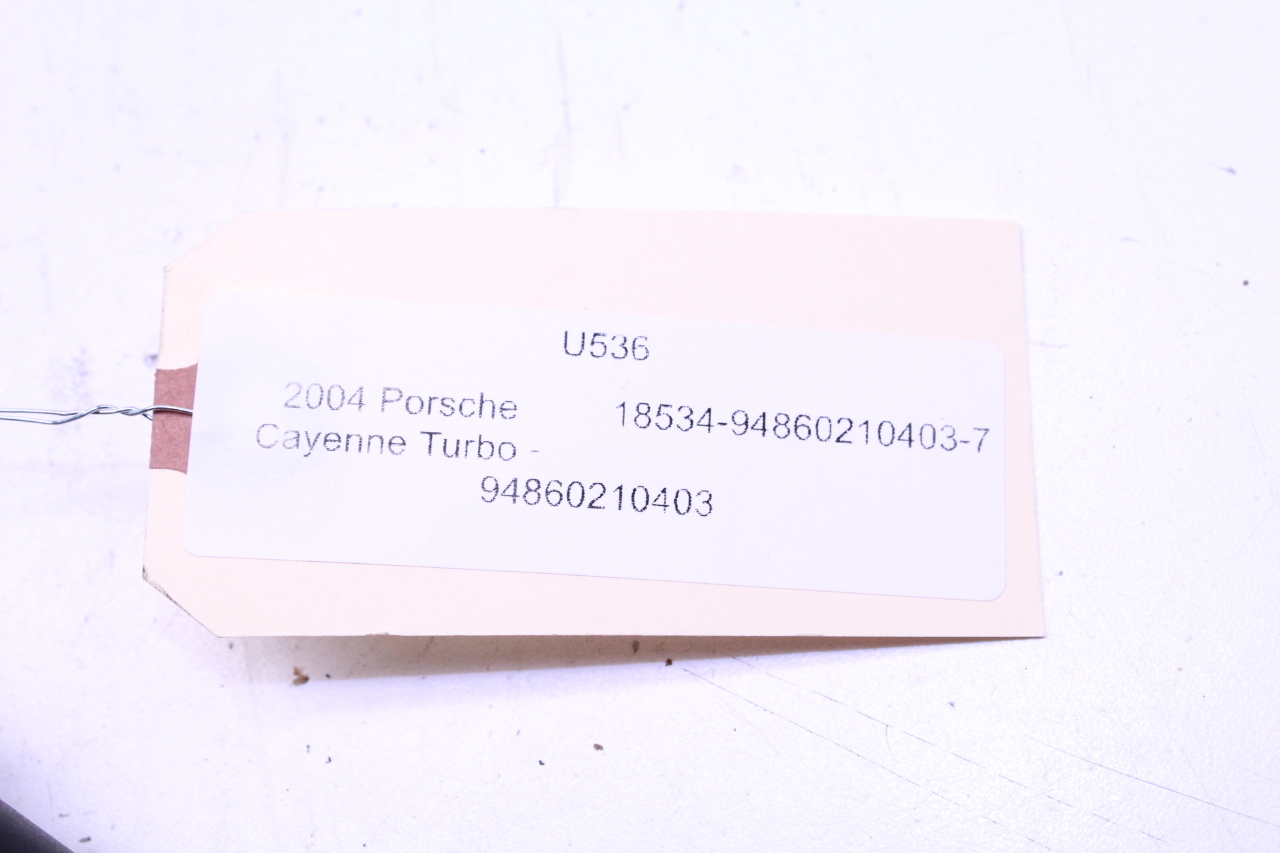 U536
2004 Porsche
Cayenne Turbo -
18534-94860210403-7
94860210403